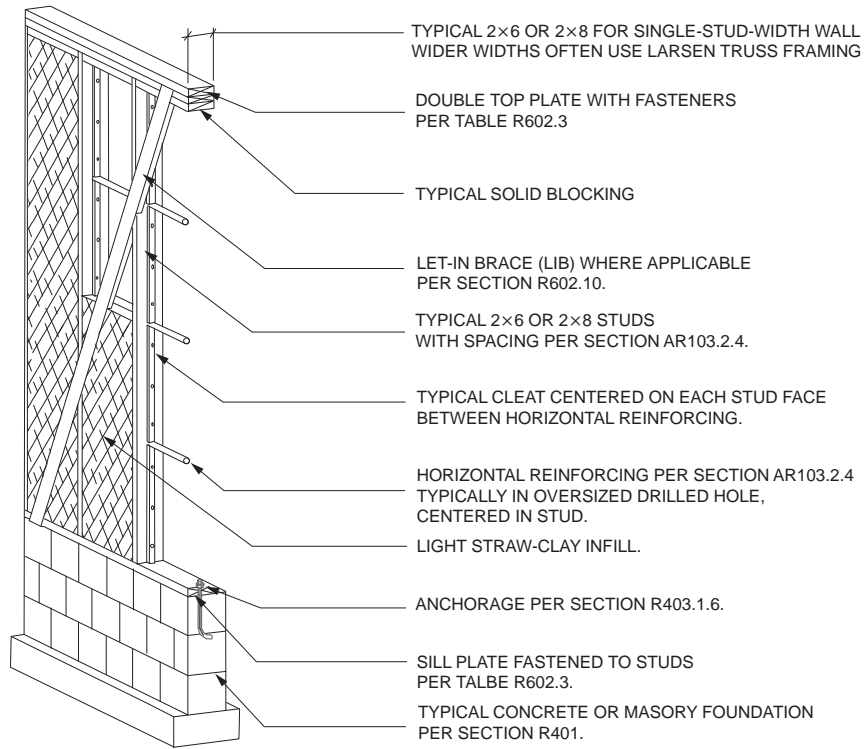 TYPICAL 2×6 OR 2×8 FOR SINGLE-STUD-WIDTH WALL
WIDER WIDTHS OFTEN USE LARSEN TRUSS FRAMING
DOUBLE TOP PLATE WITH FASTENERS
PER TABLE R602.3
TYPICAL SOLID BLOCKING
LET-IN BRACE (LIB) WHERE APPLICABLE
PER SECTION R602.10.
TYPICAL 2×6 OR 2×8 STUDS
WITH SPACING PER SECTION AR103.2.4.
TYPICAL CLEAT CENTERED ON EACH STUD FACE
BETWEEN HORIZONTAL REINFORCING.
HORIZONTAL REINFORCING PER SECTION AR103.2.4
TYPICALLY IN OVERSIZED DRILLED HOLE,
CENTERED IN STUD.
LIGHT STRAW-CLAY INFILL.
ANCHORAGE PER SECTION R403.1.6.
SILL PLATE FASTENED TO STUDS
PER TALBE R602.3.
TYPICAL CONCRETE OR MASORY FOUNDATION
PER SECTION R401.